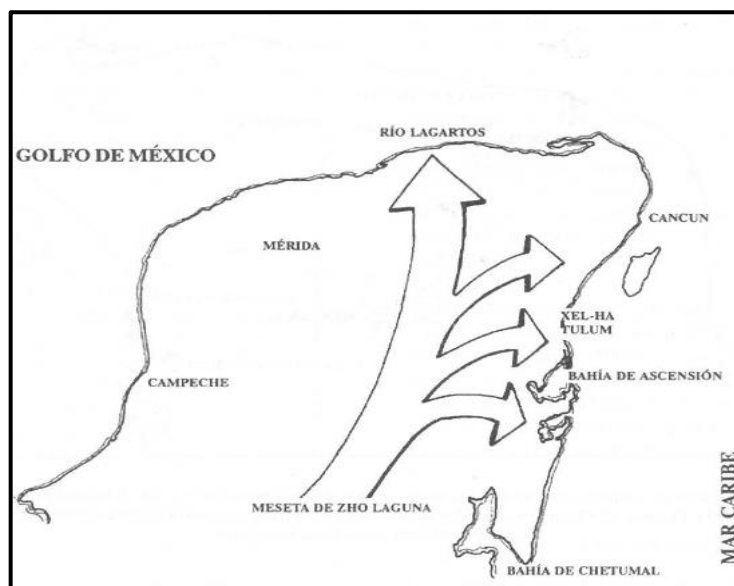 RÍO LAGARTOS
GOLFO DE MÉXICO
CANCUN
MÉRIDA
XEL-HA
TULUM
BAHÍA DE ASCENSIÓN
CAMPECHE
MESETA DE ZHO LAGUNA
MAR CARIBE
BAHÍA DE CHETUMAL